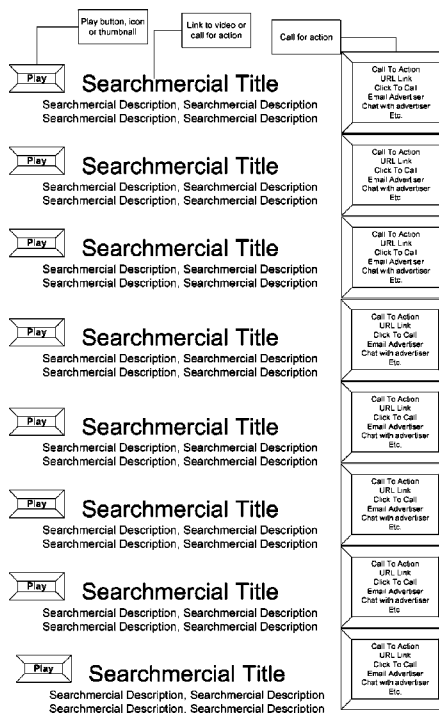 Play button, icon
or thumbnail
Link to video or
call for action
Call for action
Play
Searchmercial Title
Searchmercial Description, Searchmercial Description
Searchmercial Description, Searchmercial Description
Call To Action
URL Link
Click To Call
Email Advertiser
Chat with advertiser
Etc.
Play
Searchmercial Title
Searchmercial Description, Searchmercial Description
Searchmercial Description, Searchmercial Description
Call To Action
URL Link
Click To Call
Email Advertiser
Chat with advertiser
Etc
Play
Searchmercial Title
Searchmercial Description, Searchmercial Description
Searchmercial Description, Searchmercial Description
Call To Action
URL Link
Click To Call
Email Advertiser
Chat with advertiser
Etc.
Play
Searchmercial Title
Searchmercial Description, Searchmercial Description
Searchmercial Description, Searchmercial Description
Call To Action
URL Link
Click To Call
Email Advertiser
Chat with advertiser
Etc.
Play
Searchmercial Title
Searchmercial Description, Searchmercial Description
Searchmercial Description, Searchmercial Description
Call To Action
URL Link
Click To Call
Email Advertiser
Chat with advertiser
Etc.
Play
Searchmercial Title
Searchmercial Description, Searchmercial Description
Searchmercial Description, Searchmercial Description
Call To Action
URL Link
Click To Call
Email Advertiser
Chat with advertiser
Etc.
Play
Searchmercial Title
Searchmercial Description, Searchmercial Description
Searchmercial Description, Searchmercial Description
Call To Action
URL Link
Click To Call
Email Advertiser
Chat with advertiser
Etc
Play
Searchmercial Title
Searchmercial Description, Searchmercial Description
Searchmercial Description, Searchmercial Description
Call To Action
URL Link
Click To Call
Email Advertiser
Chat with advertiser
Etc.